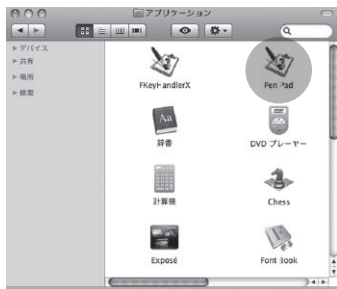 アプリケーション
デバイス
共有
場所
検索
FKeyHandlerX
Pen Pad
Aa
辞書
DVD プレーヤー
計算機
Chess
Exposé
Font Book